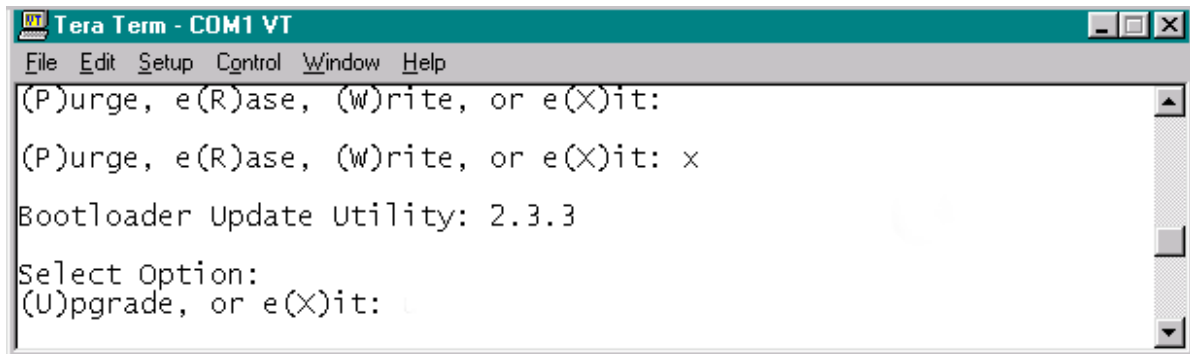 Tera Term - COM1 VT
File Edit Setup Control Window Help
(P)urge, e(R)ase, (W)rite, or e(X)it:
(P)urge, e(R)ase, (W)rite, or e(X)it: x
Bootloader Update Utility: 2.3.3
Select Option:
(U)pgrade, or e(X)it: